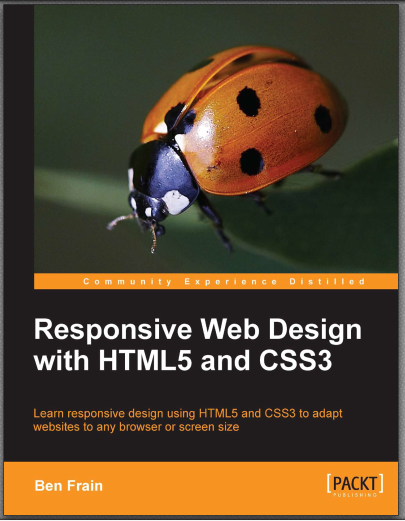 Community Experience Distilled
Responsive Web Design
with HTML5 and CSS3
Learn responsive design using HTML5 and CSS3 to adapt
websites to any browser or screen size
Ben Frain
[PACKT]
PUBLISHING